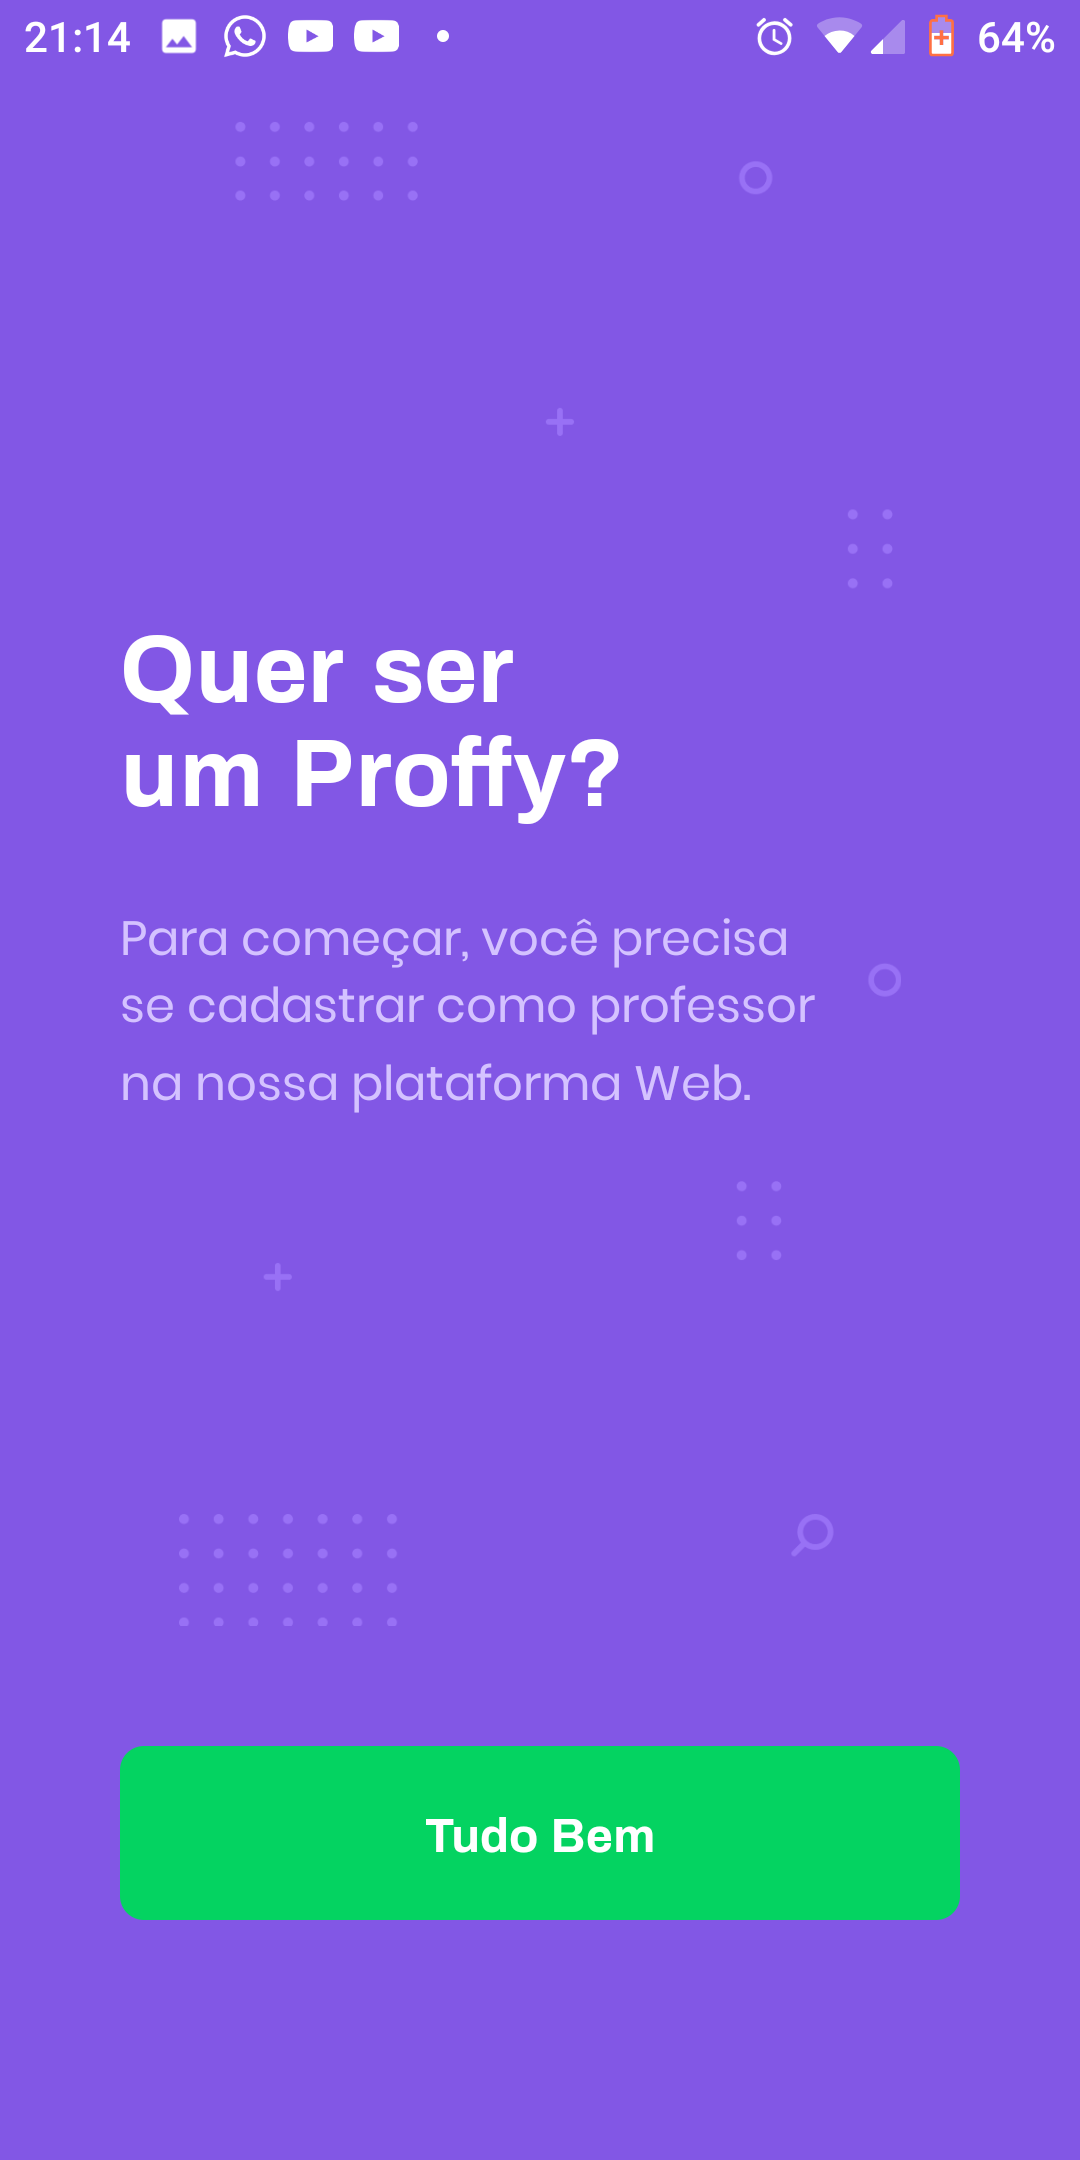 21:14 64%
Quer ser
um Proffy?
Para começar, você precisa
se cadastrar como professor
na nossa plataforma Web.
Tudo Bem